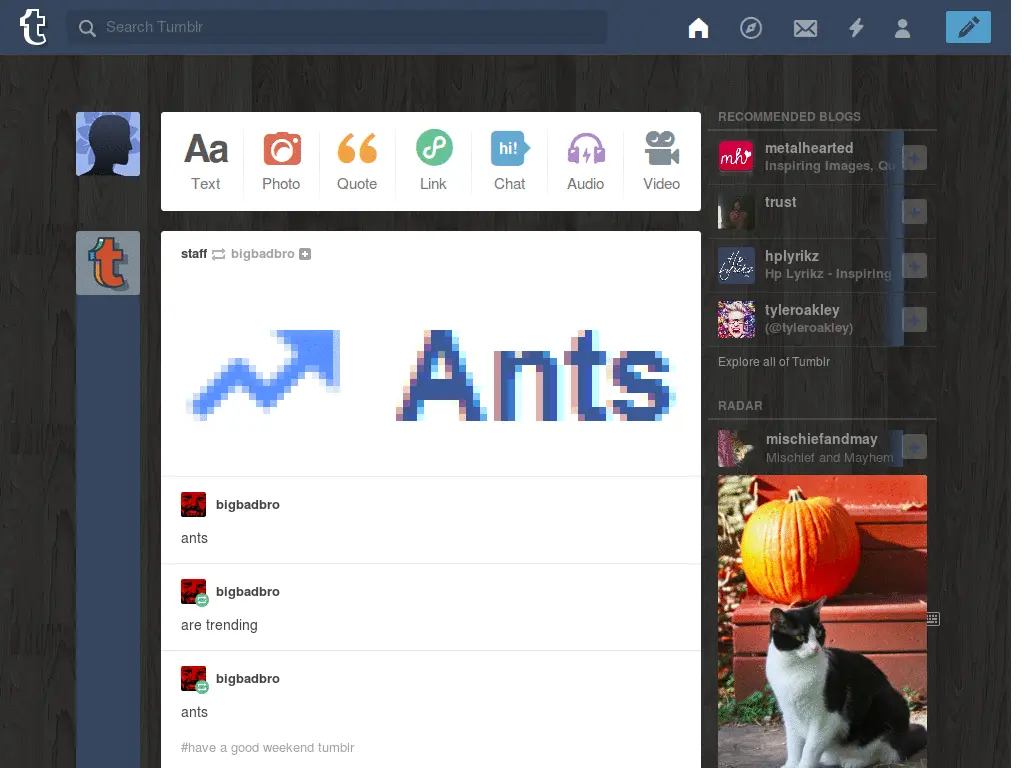 t
Search Tumblr
Aa
hi!
Text
Photo
Quote
Link
Chat
Audio
Video
t
staff bigbadbro
Ants
bigbadbro
ants
bigbadbro
are trending
bigbadbro
ants
#have a good weekend tumblr
RECOMMENDED BLOGS
mh
metalhearted
Inspiring Images, Qu
trust
Hp
Lyrikz
hplyrikz
Hp Lyrikz - Inspiring
tyleroakley
(@tyleroakley)
Explore all of Tumblr
RADAR
mischiefandmay
Mischief and Mayhem